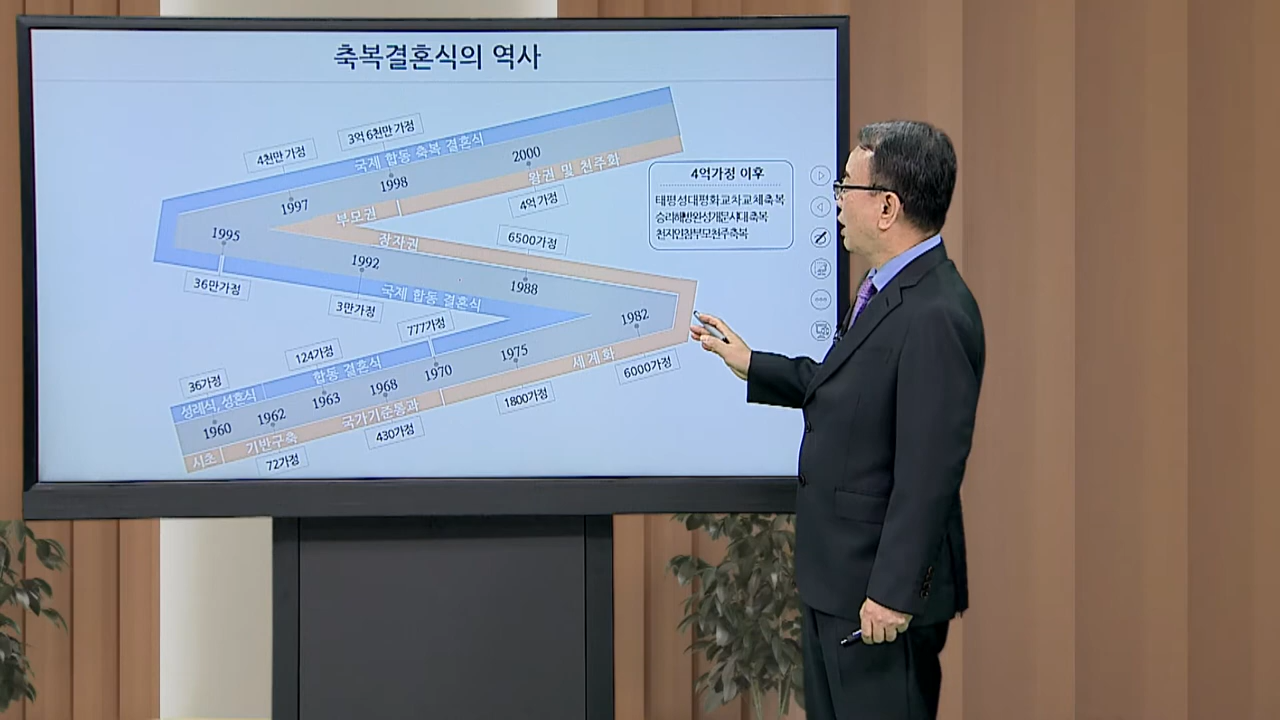 축복결혼식의 역사
3억 6천만 가정
4천만 가정
국제 합동 축복 결혼식
2000
왕권 및 천주화
1998
1997
부모권
4억 가정
4억가정 이후
태평성대평화교차교체축복
승리해방완성개문시대 축복
천지인참부모천주축복
장자권
6500가정
1995
1992
1988
36만가정
3만가정
국제 합동 결혼식
777가정
1982
124가정
합동 결혼식
1975
세계화
6000가정
36가정
성례식, 성혼식
1960
1962
1963
1968
1970
1800가정
국가기준통과
430가정
시초
기반구축
72가정